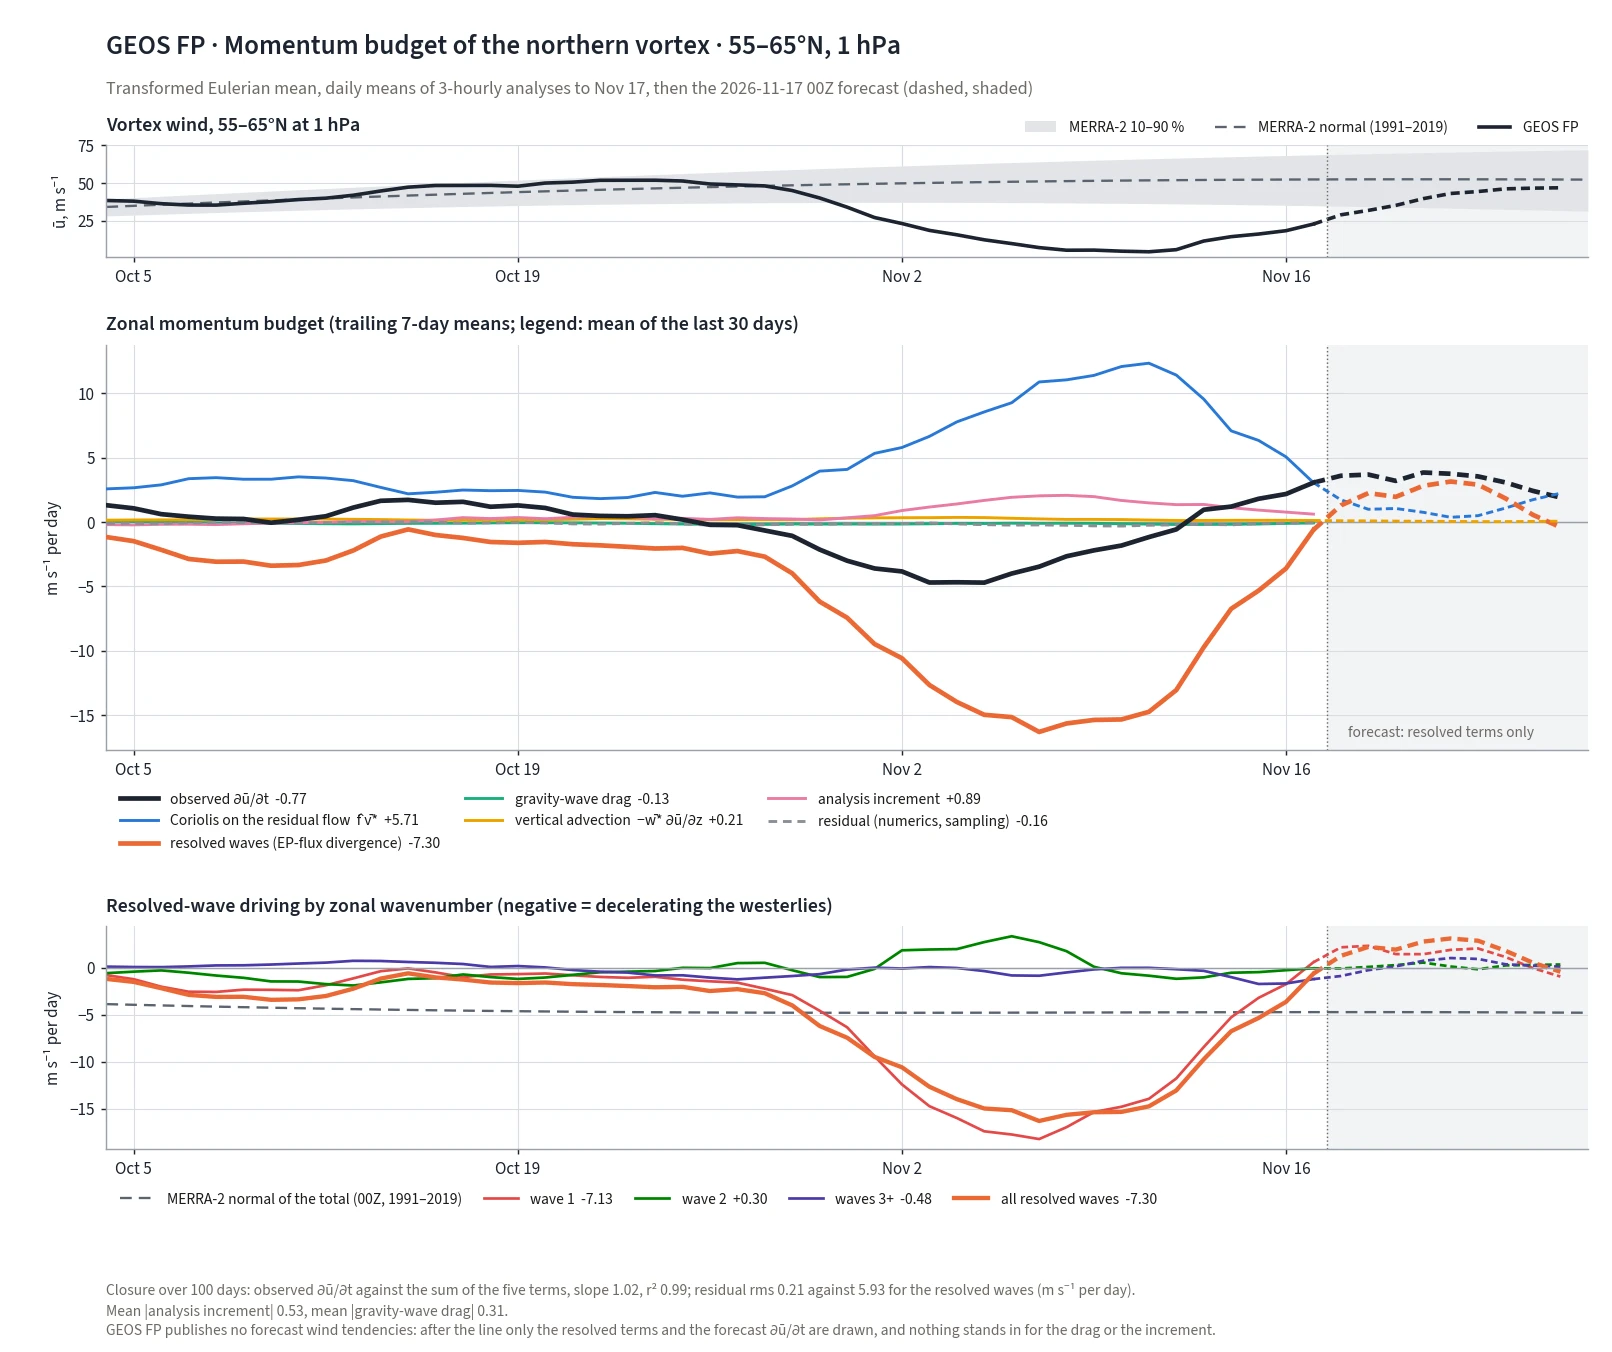 GEOS FP · Momentum budget of the northern vortex · 55–65°N, 1 hPa
Transformed Eulerian mean, daily means of 3-hourly analyses to Nov 17, then the 2026-11-17 00Z forecast (dashed, shaded)
Vortex wind, 55–65°N at 1 hPa
MERRA-2 10–90 %
MERRA-2 normal (1991–2019)
GEOS FP
75
50
25
ū, m s⁻¹
Oct 5
Oct 19
Nov 2
Nov 16
Zonal momentum budget (trailing 7-day means; legend: mean of the last 30 days)
10
5
0
−5
−10
−15
m s⁻¹ per day
forecast: resolved terms only
Oct 5
Oct 19
Nov 2
Nov 16
observed ∂ū/∂t -0.77
gravity-wave drag -0.13
analysis increment +0.89
Coriolis on the residual flow f v̄* +5.71
vertical advection −w̄* ∂ū/∂z +0.21
residual (numerics, sampling) -0.16
resolved waves (EP-flux divergence) -7.30
Resolved-wave driving by zonal wavenumber (negative = decelerating the westerlies)
0
−5
−10
−15
m s⁻¹ per day
Oct 5
Oct 19
Nov 2
Nov 16
MERRA-2 normal of the total (00Z, 1991–2019)
wave 1 -7.13
wave 2 +0.30
waves 3+ -0.48
all resolved waves -7.30
Closure over 100 days: observed ∂ū/∂t against the sum of the five terms, slope 1.02, r² 0.99; residual rms 0.21 against 5.93 for the resolved waves (m s⁻¹ per day).
Mean |analysis increment| 0.53, mean |gravity-wave drag| 0.31.
GEOS FP publishes no forecast wind tendencies: after the line only the resolved terms and the forecast ∂ū/∂t are drawn, and nothing stands in for the drag or the increment.